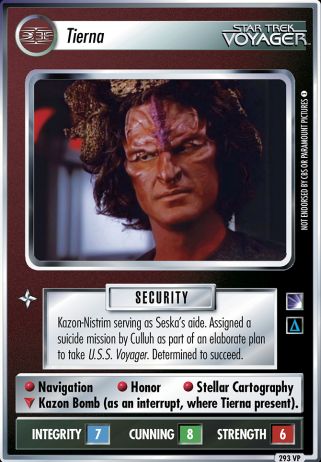 Tierna
STAR TREK
VOYAGER
NOT ENDORSED BY CBS OR PARAMOUNT PICTURES
SECURITY
Kazon-Nistrim serving as Seska's aide. Assigned a
suicide mission by Culluh as part of an elaborate plan
to take U.S.S. Voyager. Determined to succeed.
Navigation Honor Stellar Cartography
Kazon Bomb (as an interrupt, where Tierna present).
INTEGRITY 7 CUNNING 8 STRENGTH 6
293 VP